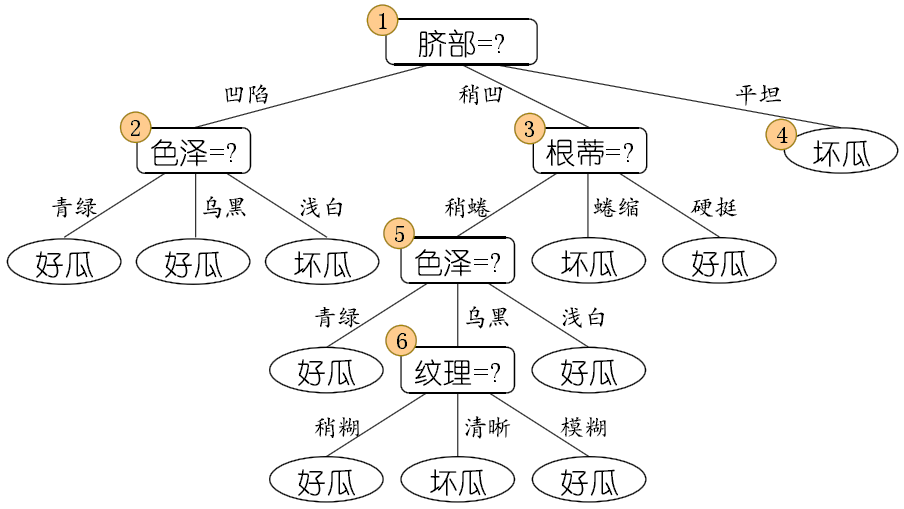 1
脐部=?
凹陷
稍凹
平坦
2
色泽=?
3
根蒂=?
4
坏瓜
青绿
乌黑
浅白
稍蜷
蜷缩
硬挺
好瓜
好瓜
坏瓜
5
色泽=?
坏瓜
好瓜
青绿
乌黑
浅白
好瓜
6
纹理=?
好瓜
稍糊
清晰
模糊
好瓜
坏瓜
好瓜